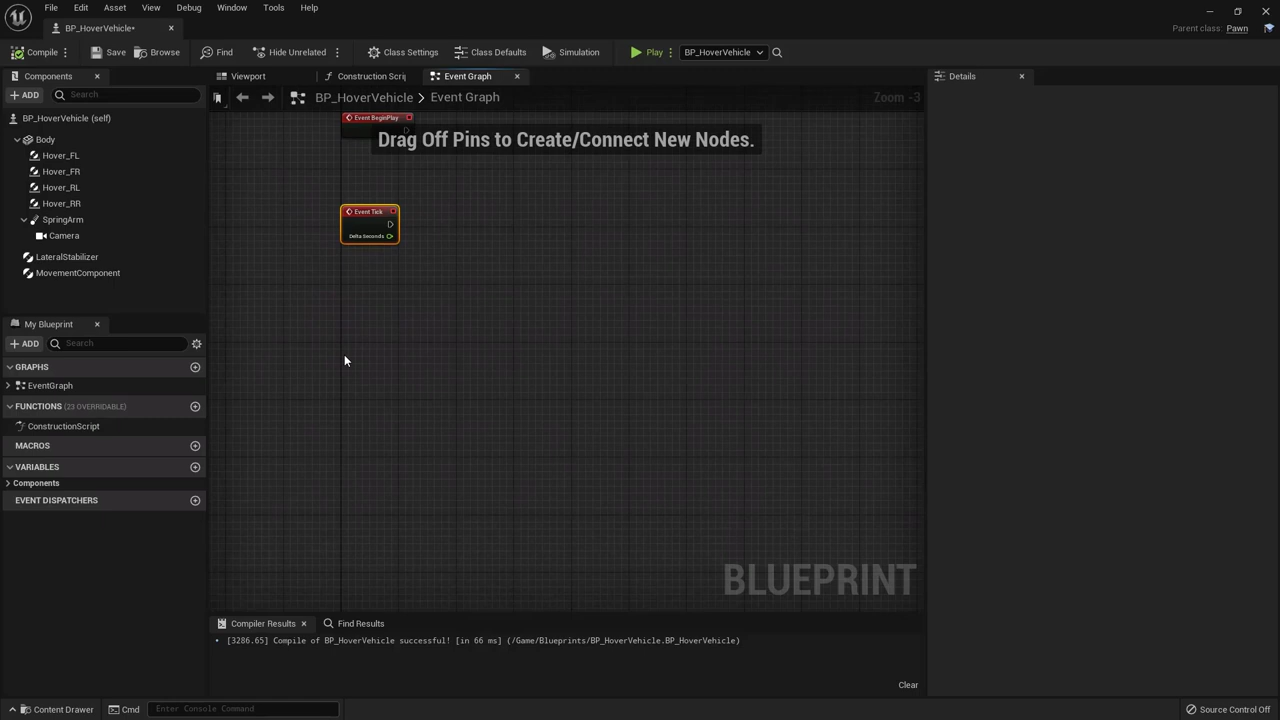 File Edit Asset View Debug Window Tools Help
BP_HoverVehicle*
Parent class: Pawn
Compile Save Browse Find Hide Unrelated Class Settings Class Defaults Simulation Play BP_HoverVehicle
Components
Viewport Construction Scrip Event Graph
Details
ADD Search
BP_HoverVehicle > Event Graph
Zoom -3
BP_HoverVehicle (self)
Event BeginPlay
Drag Off Pins to Create/Connect New Nodes.
Body
Hover_FL
Hover_FR
Hover_RL
Hover_RR
SpringArm
Camera
LateralStabilizer
MovementComponent
Event Tick
Delta Seconds
My Blueprint
ADD Search
GRAPHS
EventGraph
FUNCTIONS (23 OVERRIDABLE)
ConstructionScript
MACROS
VARIABLES
Components
EVENT DISPATCHERS
BLUEPRINT
Compiler Results Find Results
[3286.65] Compile of BP_HoverVehicle successful! [in 66 ms] (/Game/Blueprints/BP_HoverVehicle.BP_HoverVehicle)
Clear
Content Drawer Cmd Enter Console Command
Source Control Off